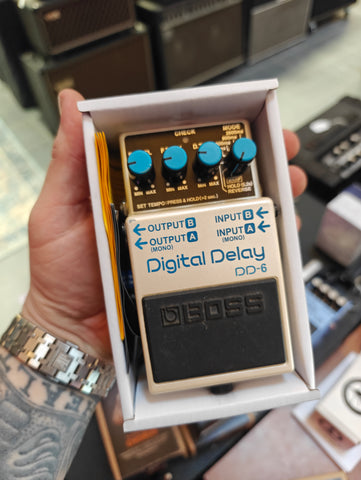 CHECK
MODE
MIN MAX
MIN MAX
MIN MAX
HOLD
REVERSE
SET TEMPO/PRESS & HOLD(>2 sec.)
OUTPUT B
INPUT B
OUTPUT A
(MONO)
INPUT A
(MONO)
Digital Delay
DD-6
BOSS